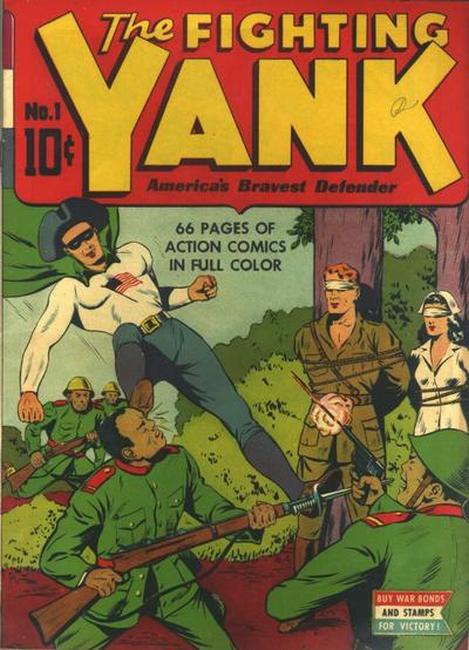 The FIGHTING
YANK
No.1
10¢
America's Bravest Defender
66 PAGES OF
ACTION COMICS
IN FULL COLOR
BUY WAR BONDS
AND STAMPS
FOR VICTORY!